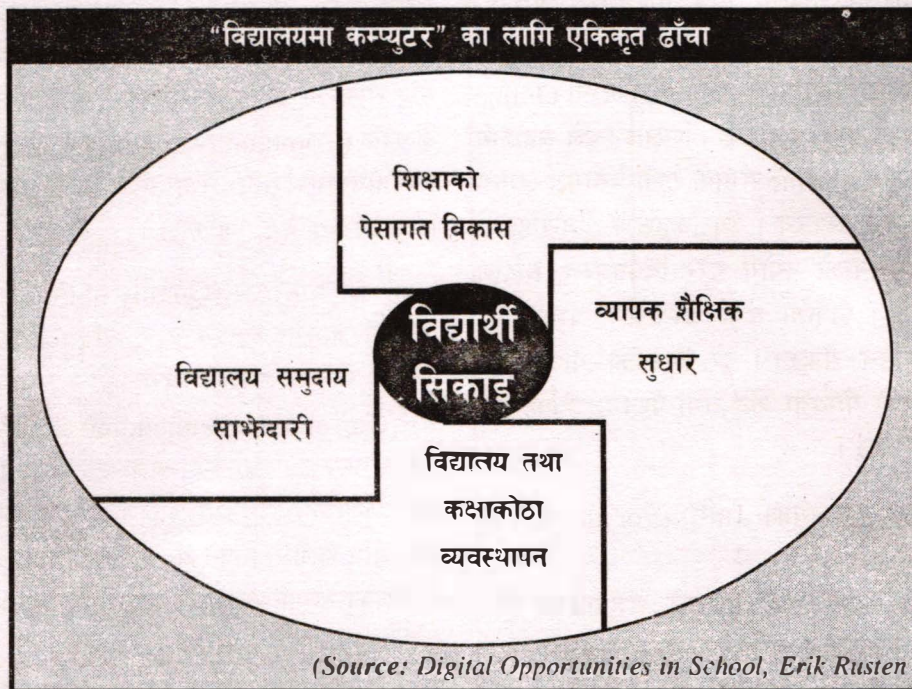 “विद्यालयमा कम्प्युटर” का लागि एकिकृत ढाँचा
शिक्षाको
पेसागत विकास
व्यापक शैक्षिक
सुधार
विद्यार्थी
सिकाइ
विद्यालय समुदाय
साझेदारी
विद्यालय तथा
कक्षाकोठा
व्यवस्थापन
(Source: Digital Opportunities in School, Erik Rusten